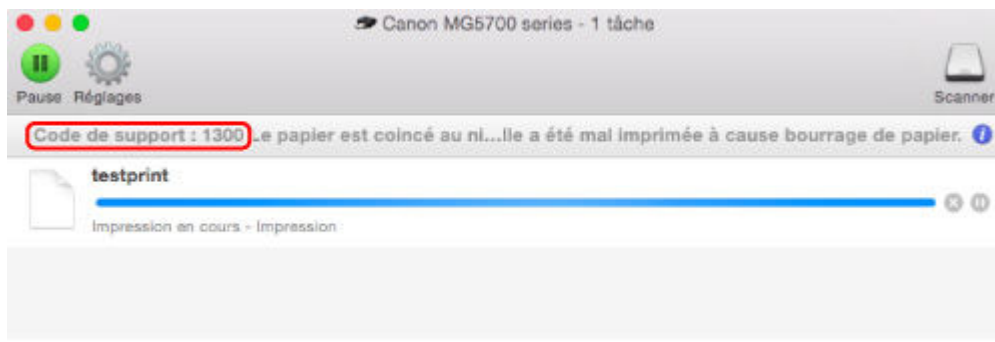 Canon MG5700 series - 1 tâche
Pause Réglages Scanner
Code de support : 1300 Le papier est coincé au ni...lle a été mal imprimée à cause bourrage de papier.
testprint
Impression en cours - Impression